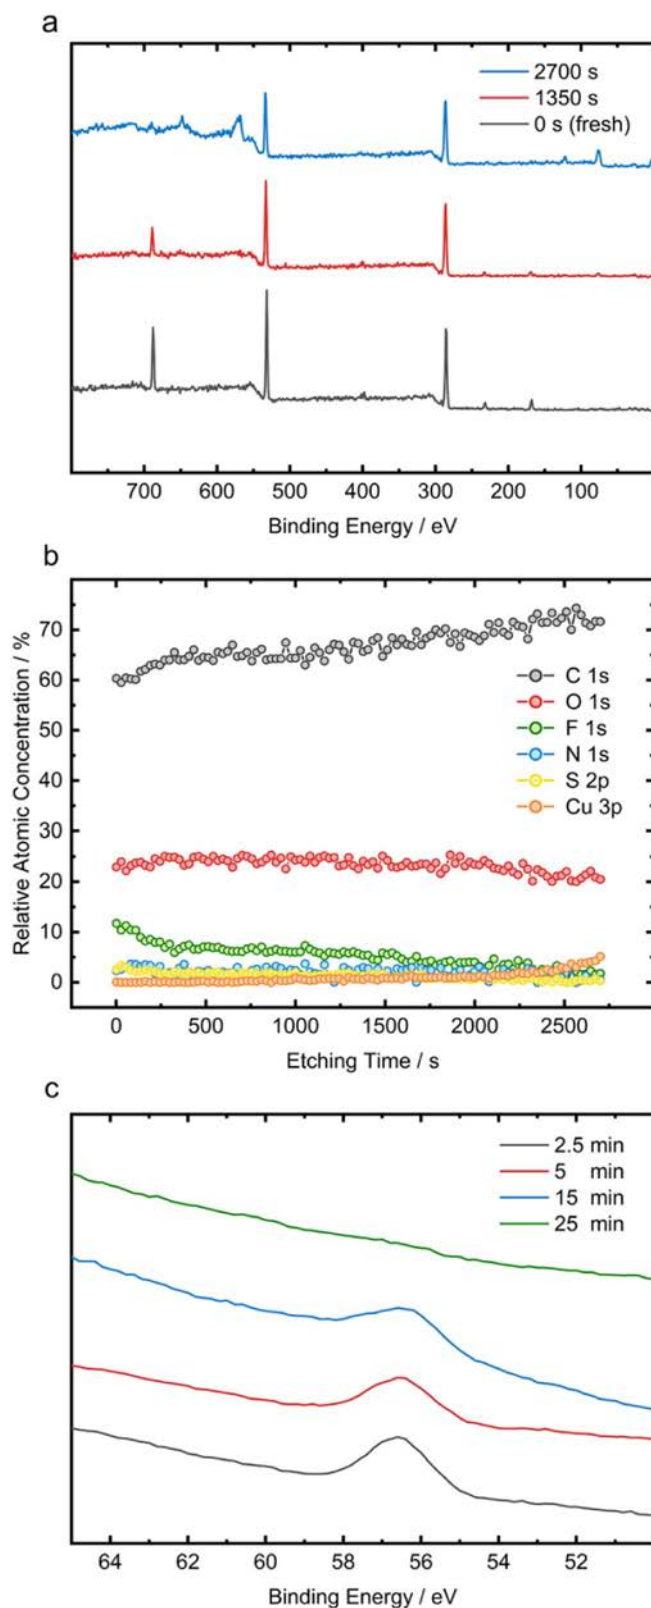 a
2700 s
1350 s
0 s (fresh)
700 600 500 400 300 200 100
Binding Energy / eV
b
Relative Atomic Concentration / %
70
60
50
40
30
20
10
0
C 1s
O 1s
F 1s
N 1s
S 2p
Cu 3p
0 500 1000 1500 2000 2500
Etching Time / s
c
2.5 min
5 min
15 min
25 min
64 62 60 58 56 54 52
Binding Energy / eV